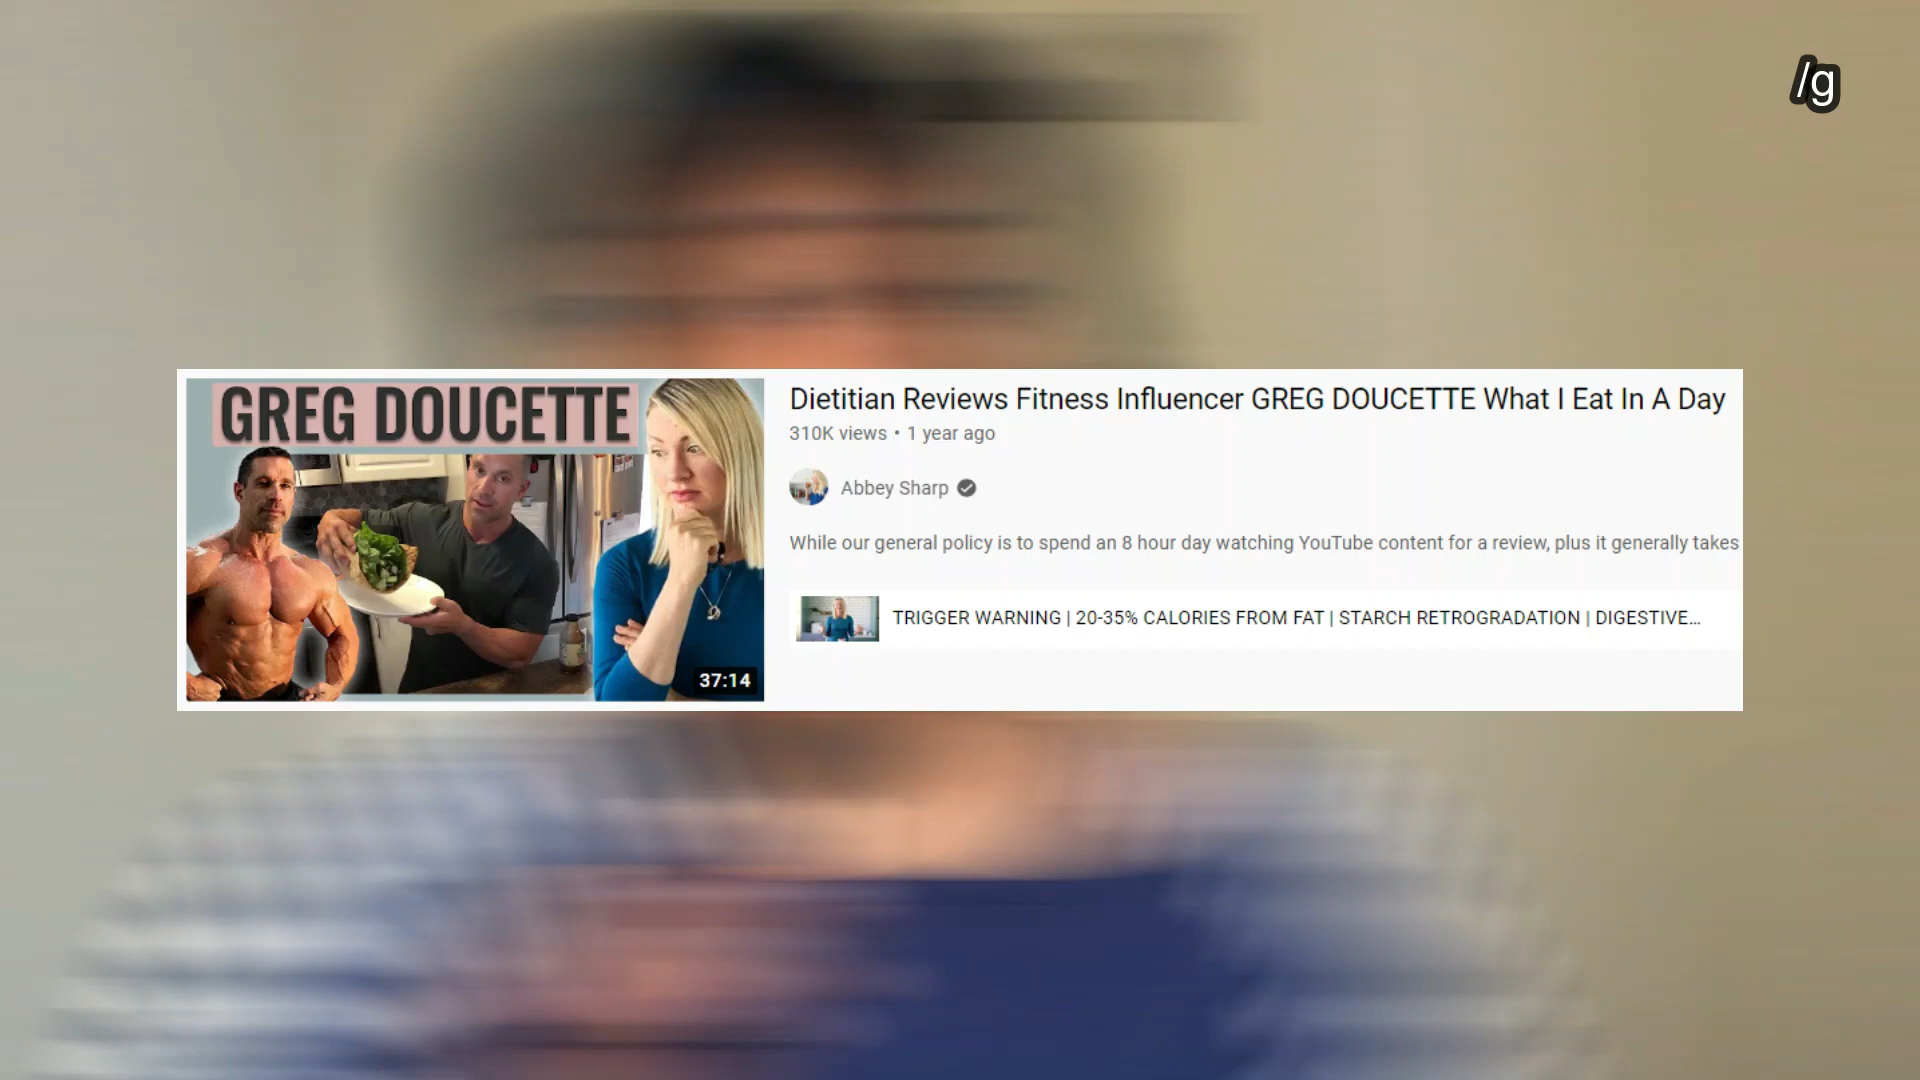 /g
GREG DOUCETTE
37:14
Dietitian Reviews Fitness Influencer GREG DOUCETTE What I Eat In A Day
310K views • 1 year ago
Abbey Sharp
While our general policy is to spend an 8 hour day watching YouTube content for a review, plus it generally takes
TRIGGER WARNING | 20-35% CALORIES FROM FAT | STARCH RETROGRADATION | DIGESTIVE...